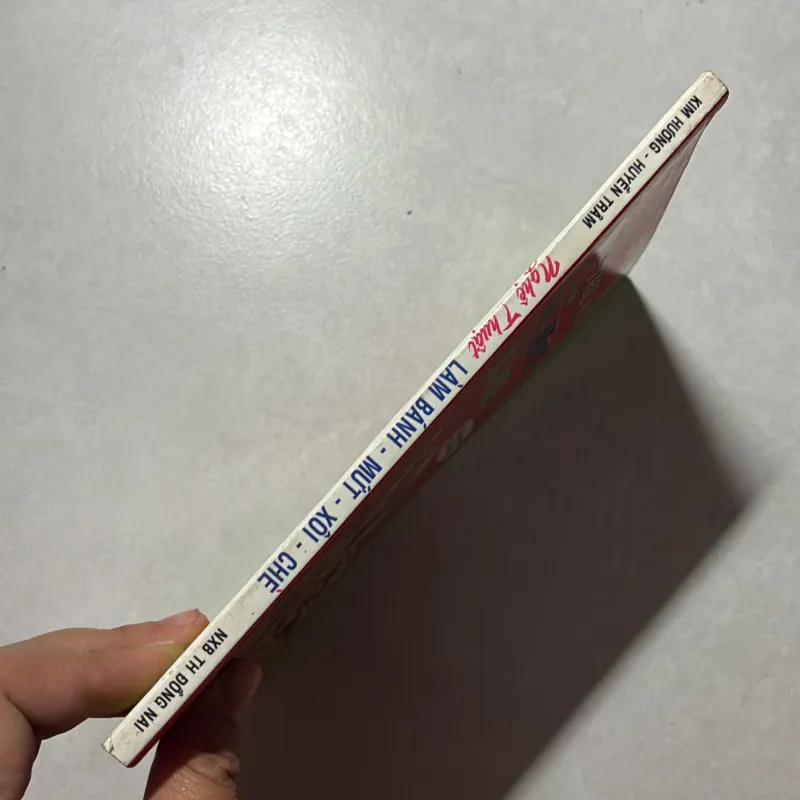 KIM HƯƠNG - HUYỀN TRÂM
Nghệ Thuật LÀM BÁNH - MỨT - XÔI - CHÈ
NXB TH ĐỒNG NAI